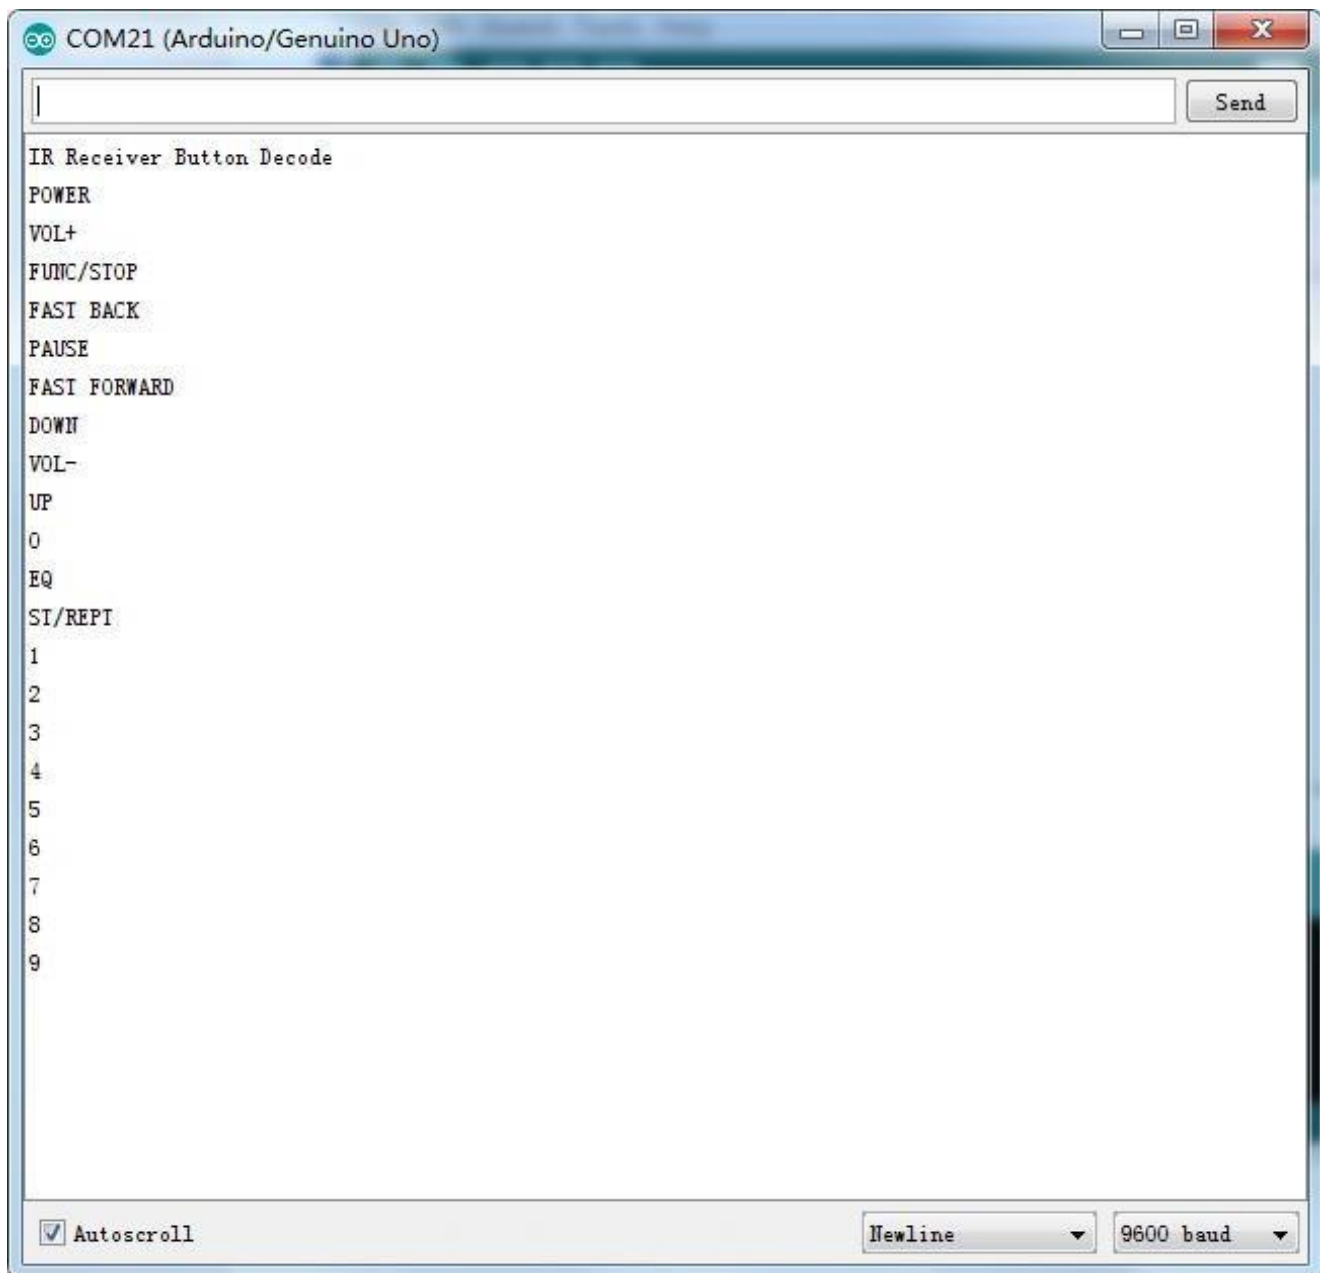 COM21 (Arduino/Genuino Uno)
Send
IR Receiver Button Decode
POWER
VOL+
FUNC/STOP
FAST BACK
PAUSE
FAST FORWARD
DOWN
VOL-
UP
0
EQ
ST/REPT
1
2
3
4
5
6
7
8
9
Autoscroll
Newline
9600 baud